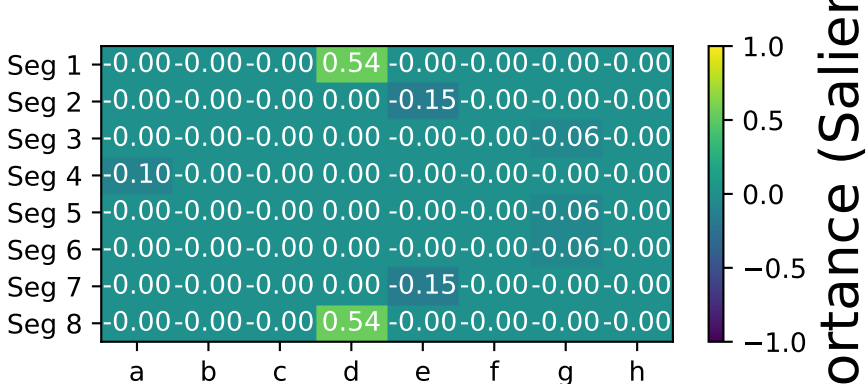 Seg 1 -0.00 -0.00 -0.00 0.54 -0.00 -0.00 -0.00 -0.00
Seg 2 -0.00 -0.00 -0.00 0.00 -0.15 -0.00 -0.00 -0.00
Seg 3 -0.00 -0.00 -0.00 0.00 -0.00 -0.00 -0.06 -0.00
Seg 4 -0.10 -0.00 -0.00 0.00 -0.00 -0.00 -0.00 -0.00
Seg 5 -0.00 -0.00 -0.00 0.00 -0.00 -0.00 -0.06 -0.00
Seg 6 -0.00 -0.00 -0.00 0.00 -0.00 -0.00 -0.06 -0.00
Seg 7 -0.00 -0.00 -0.00 0.00 -0.15 -0.00 -0.00 -0.00
Seg 8 -0.00 -0.00 -0.00 0.54 -0.00 -0.00 -0.00 -0.00
a b c d e f g h
1.0
0.5
0.0
−0.5
−1.0
ortance (Salien